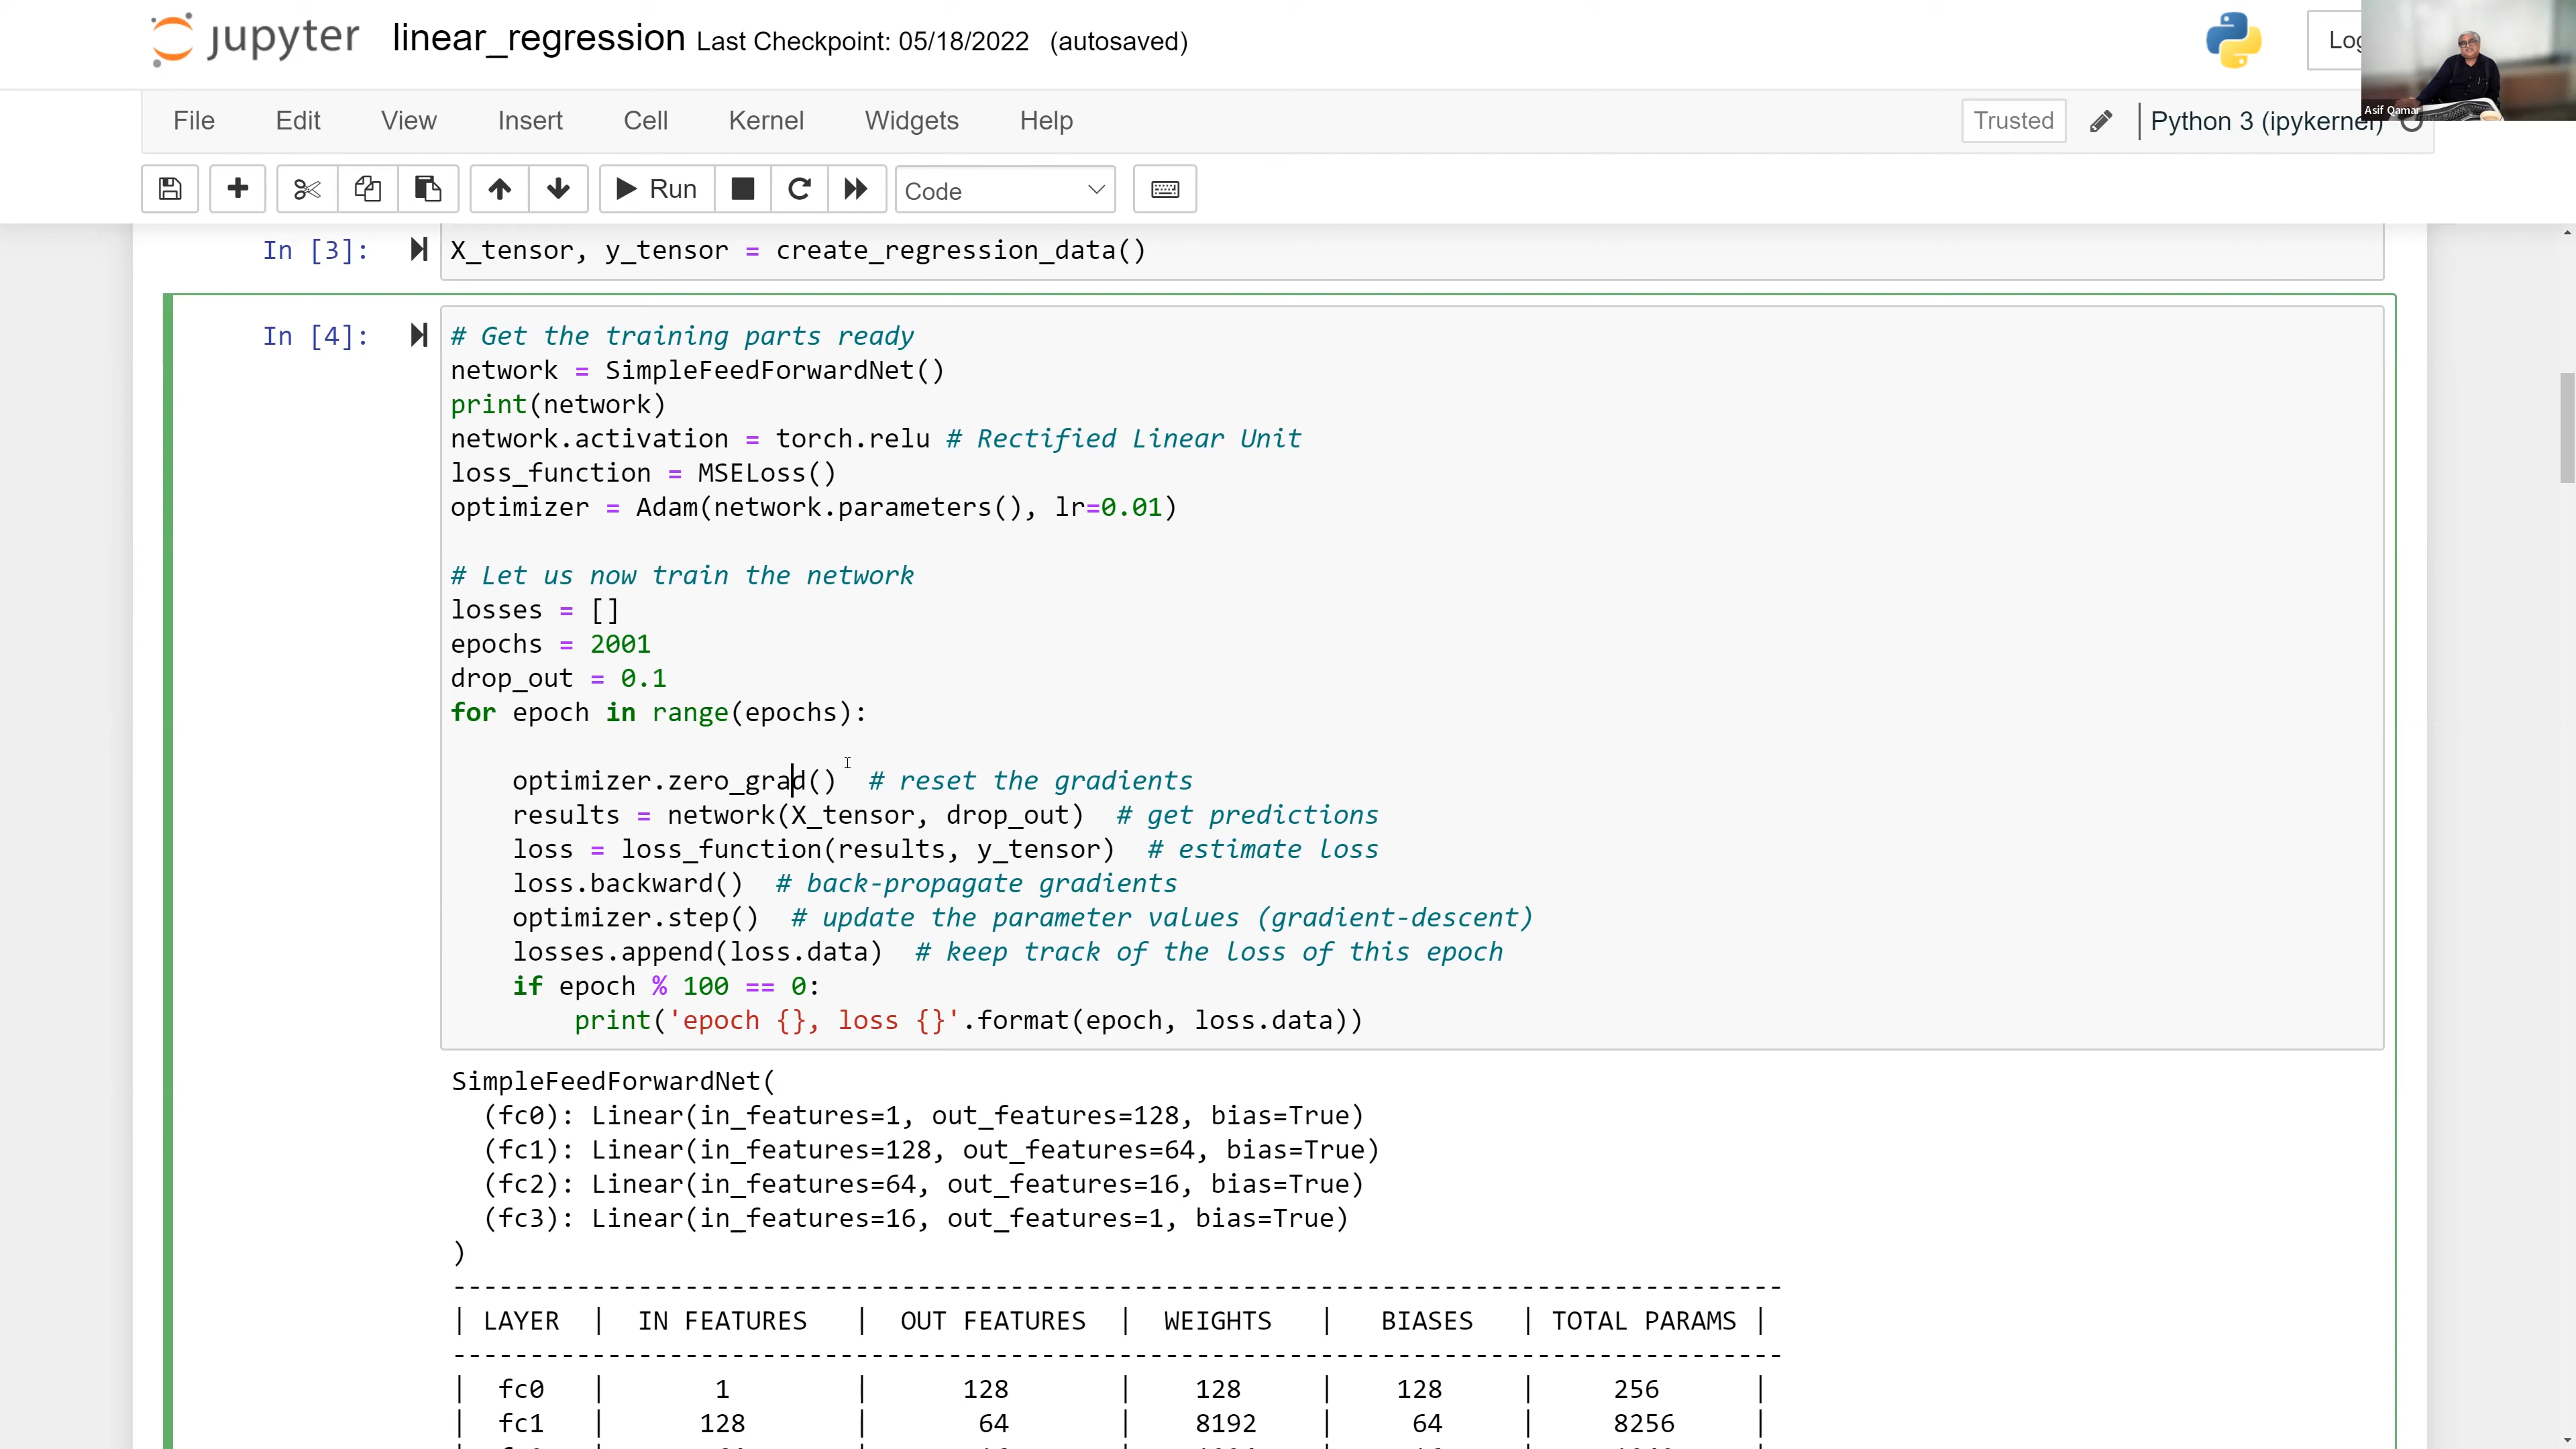 jupyter linear_regression Last Checkpoint: 05/18/2022 (autosaved)
Asif Qamar
File Edit View Insert Cell Kernel Widgets Help Trusted Python 3 (ipykernel)
Run Code
In [3]: X_tensor, y_tensor = create_regression_data()
In [4]: # Get the training parts ready
network = SimpleFeedForwardNet()
print(network)
network.activation = torch.relu # Rectified Linear Unit
loss_function = MSELoss()
optimizer = Adam(network.parameters(), lr=0.01)
# Let us now train the network
losses = []
epochs = 2001
drop_out = 0.1
for epoch in range(epochs):
optimizer.zero_grad() # reset the gradients
results = network(X_tensor, drop_out) # get predictions
loss = loss_function(results, y_tensor) # estimate loss
loss.backward() # back-propagate gradients
optimizer.step() # update the parameter values (gradient-descent)
losses.append(loss.data) # keep track of the loss of this epoch
if epoch % 100 == 0:
print('epoch {}, loss {}'.format(epoch, loss.data))
SimpleFeedForwardNet(
(fc0): Linear(in_features=1, out_features=128, bias=True)
(fc1): Linear(in_features=128, out_features=64, bias=True)
(fc2): Linear(in_features=64, out_features=16, bias=True)
(fc3): Linear(in_features=16, out_features=1, bias=True)
)
| LAYER | IN FEATURES | OUT FEATURES | WEIGHTS | BIASES | TOTAL PARAMS |
| fc0 | 1 | 128 | 128 | 128 | 256 |
| fc1 | 128 | 64 | 8192 | 64 | 8256 |